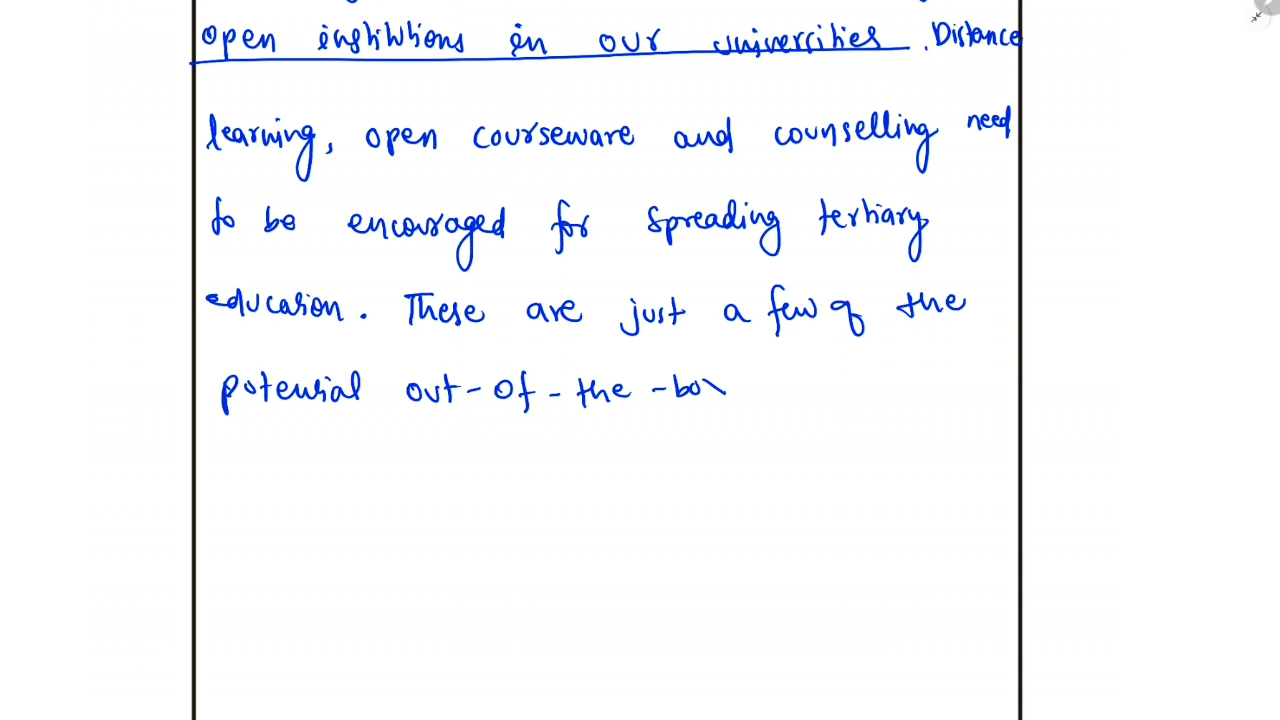 open institutions in our universities. Distance
learning, open courseware and counselling need
to be encouraged for spreading tertiary
education. These are just a few of the
potential out-of-the-bo